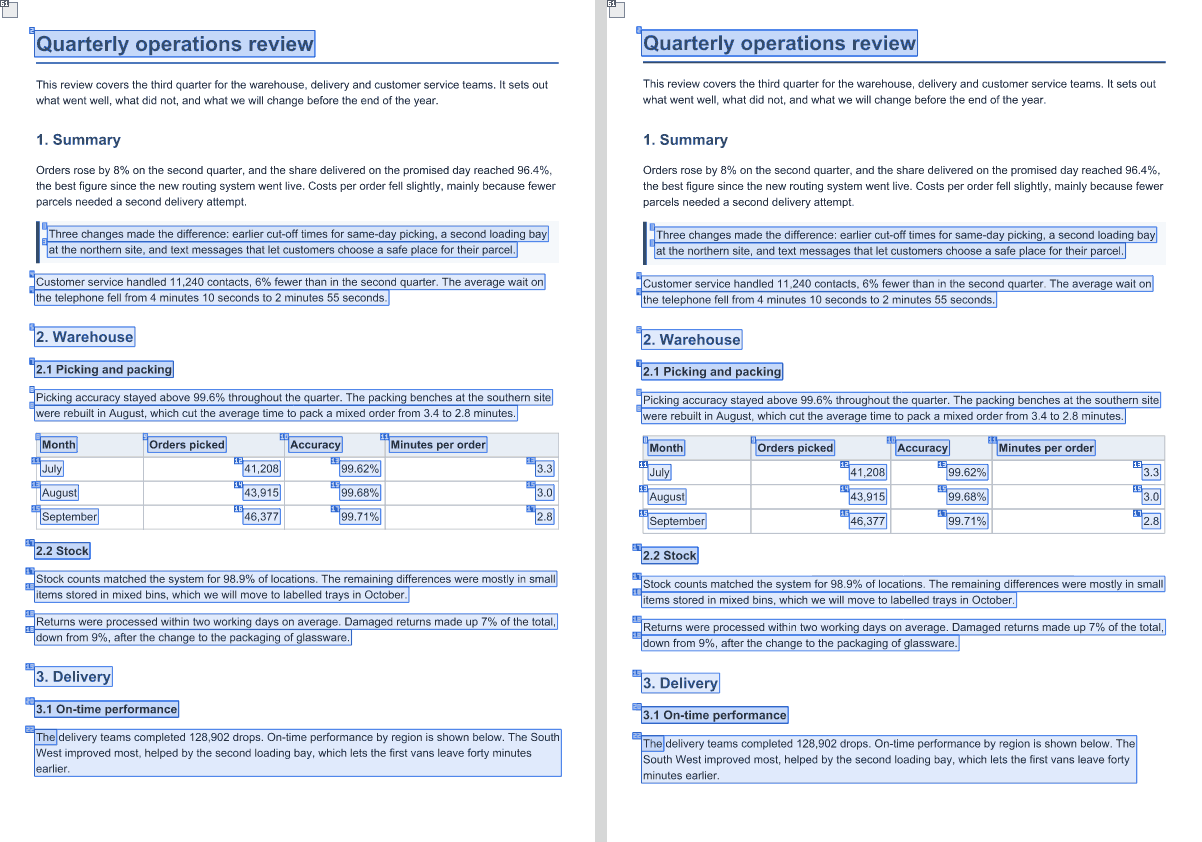 Quarterly operations review
This review covers the third quarter for the warehouse, delivery and customer service teams. It sets out
what went well, what did not, and what we will change before the end of the year.
1. Summary
Orders rose by 8% on the second quarter, and the share delivered on the promised day reached 96.4%,
the best figure since the new routing system went live. Costs per order fell slightly, mainly because fewer
parcels needed a second delivery attempt.
Three changes made the difference: earlier cut-off times for same-day picking, a second loading bay
at the northern site, and text messages that let customers choose a safe place for their parcel.
Customer service handled 11,240 contacts, 6% fewer than in the second quarter. The average wait on
the telephone fell from 4 minutes 10 seconds to 2 minutes 55 seconds.
2. Warehouse
2.1 Picking and packing
Picking accuracy stayed above 99.6% throughout the quarter. The packing benches at the southern site
were rebuilt in August, which cut the average time to pack a mixed order from 3.4 to 2.8 minutes.
Month Orders picked Accuracy Minutes per order
July 41,208 99.62% 3.3
August 43,915 99.68% 3.0
September 46,377 99.71% 2.8
2.2 Stock
Stock counts matched the system for 98.9% of locations. The remaining differences were mostly in small
items stored in mixed bins, which we will move to labelled trays in October.
Returns were processed within two working days on average. Damaged returns made up 7% of the total,
down from 9%, after the change to the packaging of glassware.
3. Delivery
3.1 On-time performance
The delivery teams completed 128,902 drops. On-time performance by region is shown below. The South
West improved most, helped by the second loading bay, which lets the first vans leave forty minutes
earlier.
Quarterly operations review
This review covers the third quarter for the warehouse, delivery and customer service teams. It sets out
what went well, what did not, and what we will change before the end of the year.
1. Summary
Orders rose by 8% on the second quarter, and the share delivered on the promised day reached 96.4%,
the best figure since the new routing system went live. Costs per order fell slightly, mainly because fewer
parcels needed a second delivery attempt.
Three changes made the difference: earlier cut-off times for same-day picking, a second loading bay
at the northern site, and text messages that let customers choose a safe place for their parcel.
Customer service handled 11,240 contacts, 6% fewer than in the second quarter. The average wait on
the telephone fell from 4 minutes 10 seconds to 2 minutes 55 seconds.
2. Warehouse
2.1 Picking and packing
Picking accuracy stayed above 99.6% throughout the quarter. The packing benches at the southern site
were rebuilt in August, which cut the average time to pack a mixed order from 3.4 to 2.8 minutes.
Month Orders picked Accuracy Minutes per order
July 41,208 99.62% 3.3
August 43,915 99.68% 3.0
September 46,377 99.71% 2.8
2.2 Stock
Stock counts matched the system for 98.9% of locations. The remaining differences were mostly in small
items stored in mixed bins, which we will move to labelled trays in October.
Returns were processed within two working days on average. Damaged returns made up 7% of the total,
down from 9%, after the change to the packaging of glassware.
3. Delivery
3.1 On-time performance
The delivery teams completed 128,902 drops. On-time performance by region is shown below. The
South West improved most, helped by the second loading bay, which lets the first vans leave forty
minutes earlier.